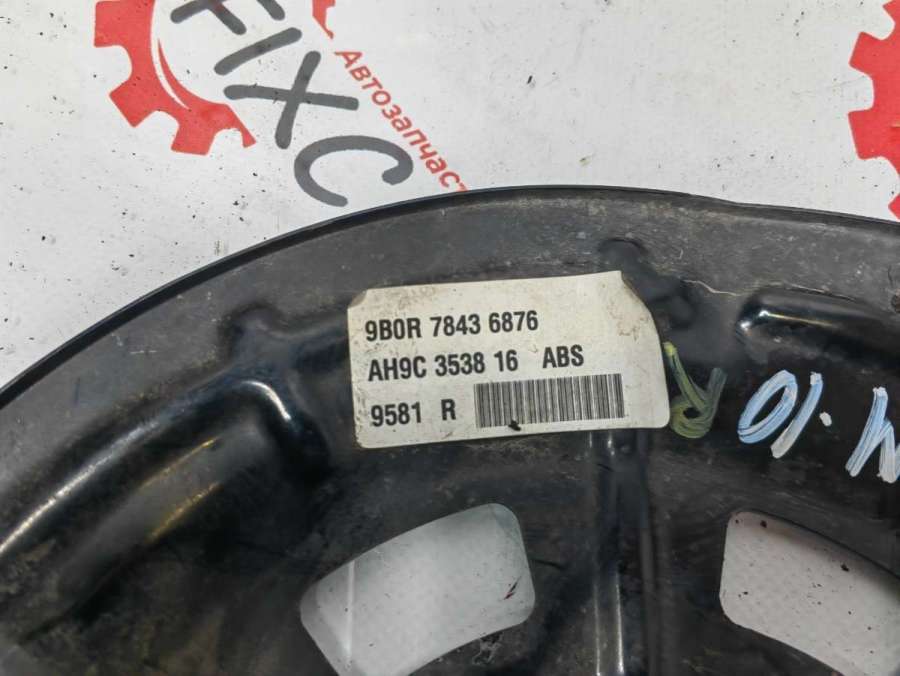 FIXC
Автозапчаст
9B0R 7843 6876
AH9C 3538 16 ABS
9581 R